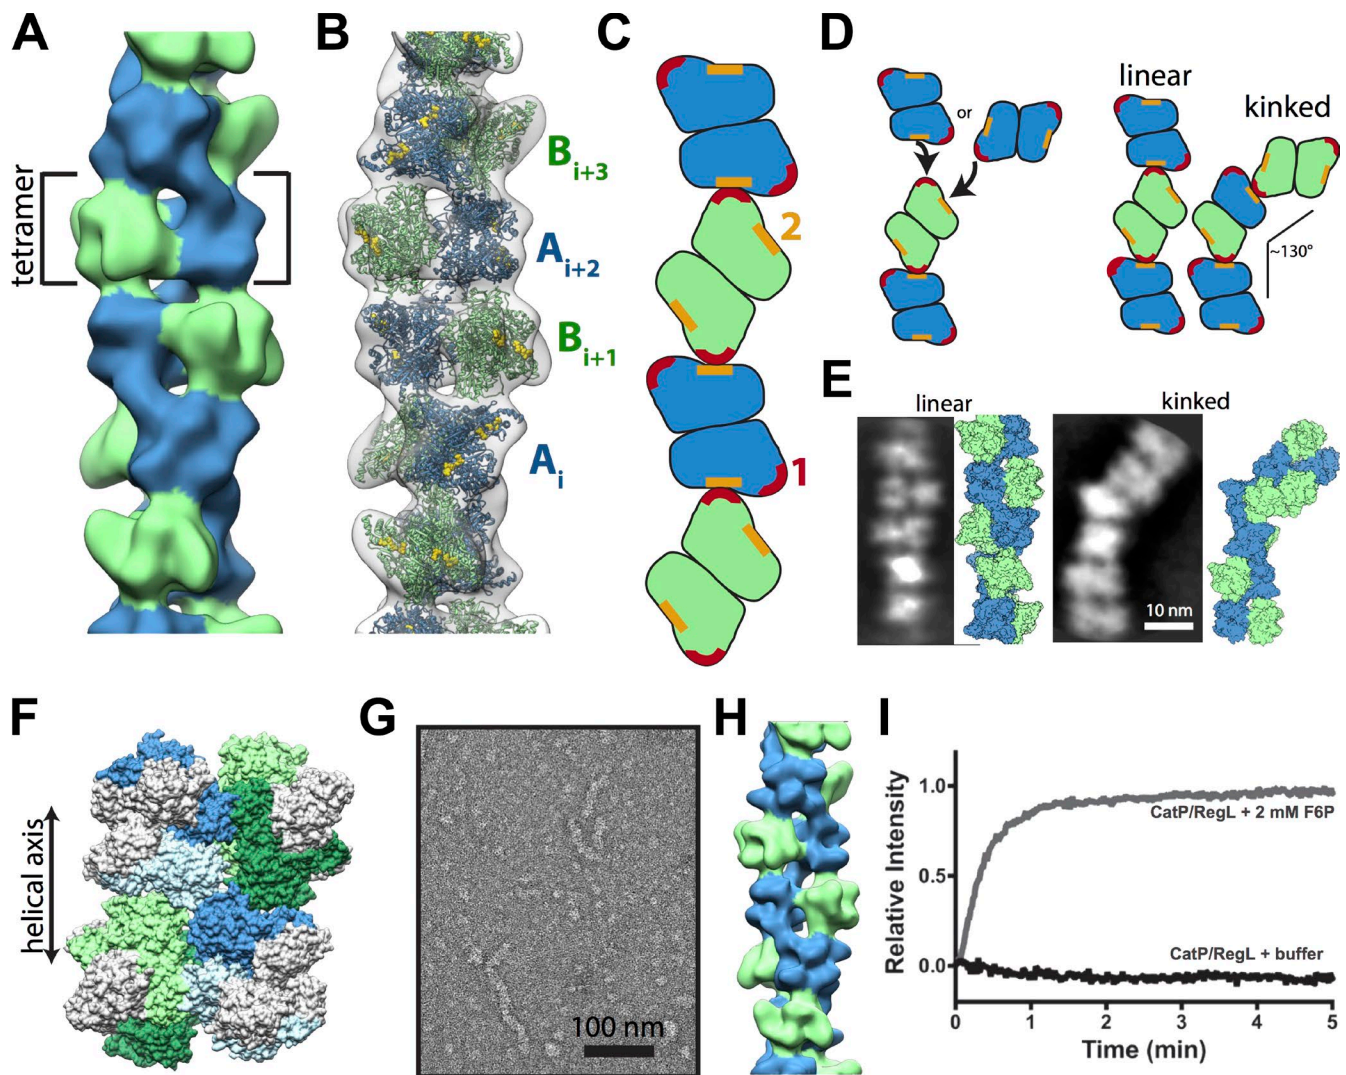 A
B
C
D
tetramer
B i+3
A i+2
B i+1
A i
2
1
or
linear
kinked
~130°
E
linear
kinked
10 nm
F
G
H
I
helical axis
100 nm
Relative Intensity
1.0
0.5
0.0
CatP/RegL + 2 mM F6P
CatP/RegL + buffer
0
1
2
3
4
5
Time (min)